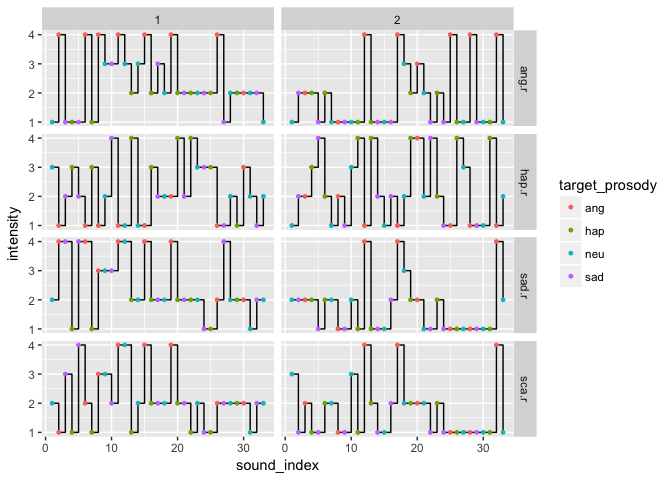 1 2
4
3
2
1
ang.r
4
3
2
1
hap.r
4
3
2
1
sad.r
4
3
2
1
sca.r
0 10 20 30 0 10 20 30
sound_index
intensity
target_prosody
ang
hap
neu
sad